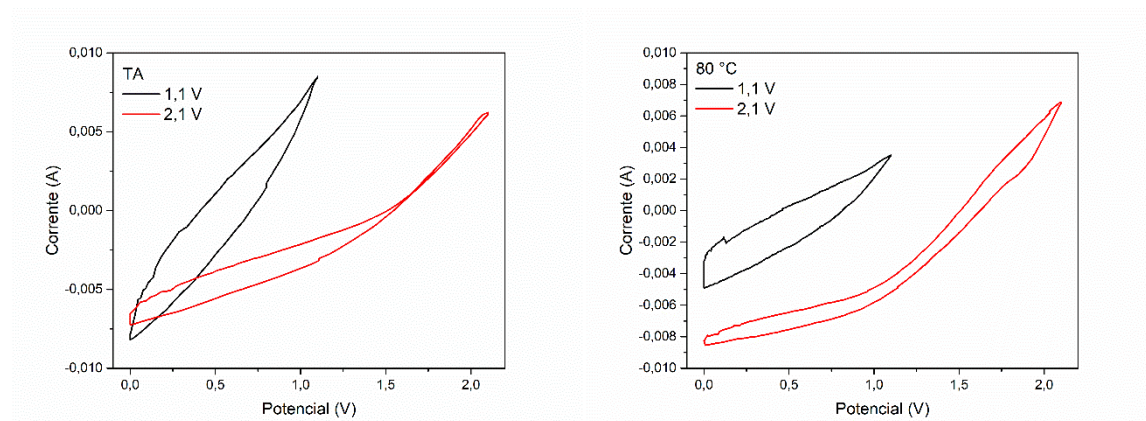 TA
1,1 V
2,1 V
0,010
0,005
0,000
-0,005
-0,010
0,0
0,5
1,0
1,5
2,0
Corrente (A)
Potencial (V)
80 °C
1,1 V
2,1 V
0,010
0,008
0,006
0,004
0,002
0,000
-0,002
-0,004
-0,006
-0,008
-0,010
0,0
0,5
1,0
1,5
2,0
Corrente (A)
Potencial (V)